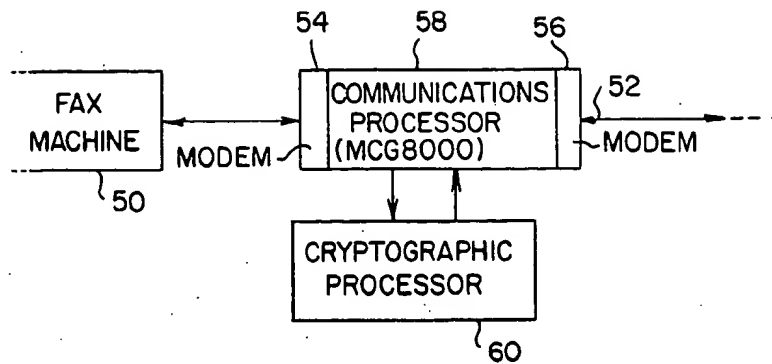 54
58
56
FAX
MACHINE
COMMUNICATIONS
PROCESSOR
(MCG8000)
52
MODEM
MODEM
50
CRYPTOGRAPHIC
PROCESSOR
60